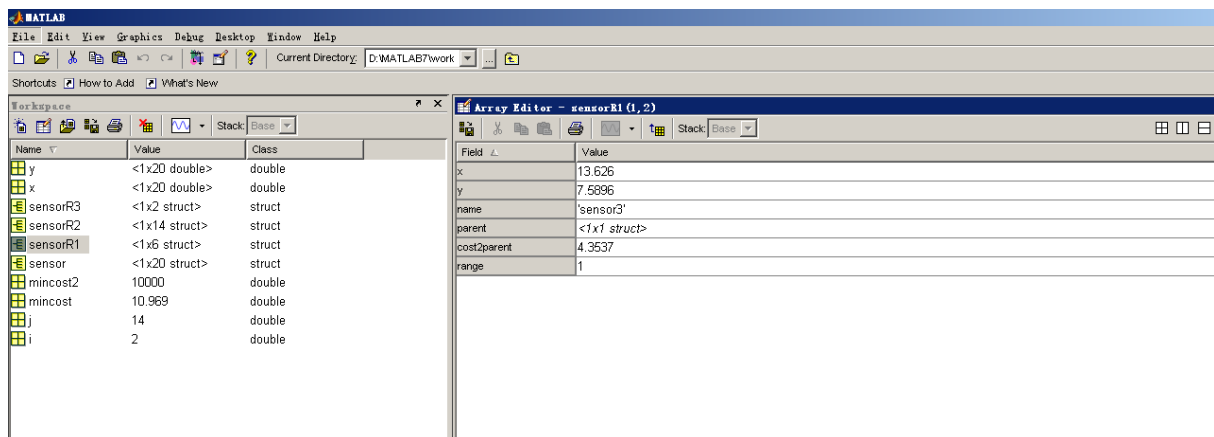 MATLAB
File Edit View Graphics Debug Desktop Window Help
Current Directory: D:\MATLAB7\work ...
Shortcuts How to Add What's New
Workspace
Stack: Base
Name Value Class
y <1x20 double> double
x <1x20 double> double
sensorR3 <1x2 struct> struct
sensorR2 <1x14 struct> struct
sensorR1 <1x6 struct> struct
sensor <1x20 struct> struct
mincost2 10000 double
mincost 10.969 double
j 14 double
i 2 double
Array Editor - sensorR1(1,2)
Stack: Base
Field Value
x 13.626
y 7.5896
name 'sensor3'
parent <1x1 struct>
cost2parent 4.3537
range 1